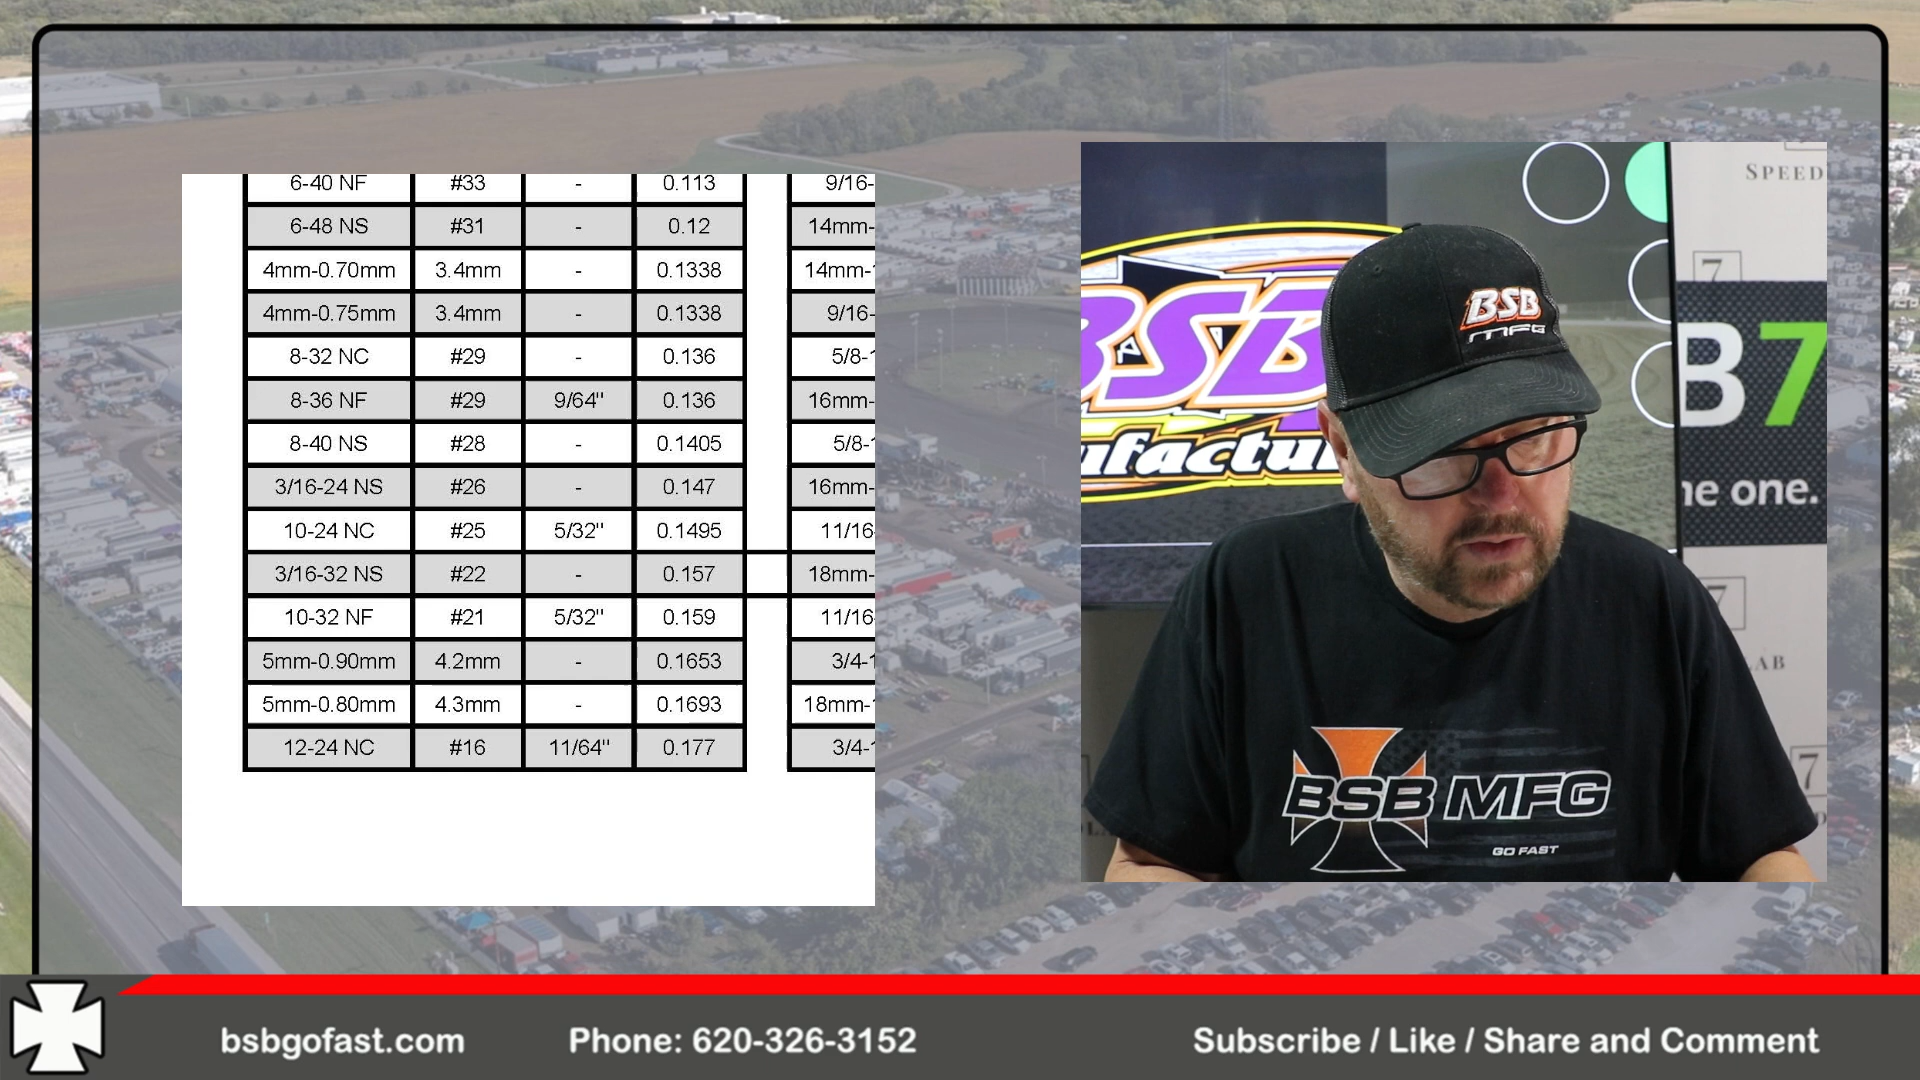 6-40 NF #33 - 0.113 9/16-
6-48 NS #31 - 0.12 14mm-
4mm-0.70mm 3.4mm - 0.1338 14mm-
4mm-0.75mm 3.4mm - 0.1338 9/16-
8-32 NC #29 - 0.136 5/8-
8-36 NF #29 9/64" 0.136 16mm-
8-40 NS #28 - 0.1405 5/8-
3/16-24 NS #26 - 0.147 16mm-
10-24 NC #25 5/32" 0.1495 11/16
3/16-32 NS #22 - 0.157 18mm-
10-32 NF #21 5/32" 0.159 11/16
5mm-0.90mm 4.2mm - 0.1653 3/4-
5mm-0.80mm 4.3mm - 0.1693 18mm-
12-24 NC #16 11/64" 0.177 3/4-
SPEED
7
BSB
MFG
BSB
B7
ne one.
7
LAB
BSB MFG
GO FAST
7
bsbgofast.com Phone: 620-326-3152 Subscribe / Like / Share and Comment